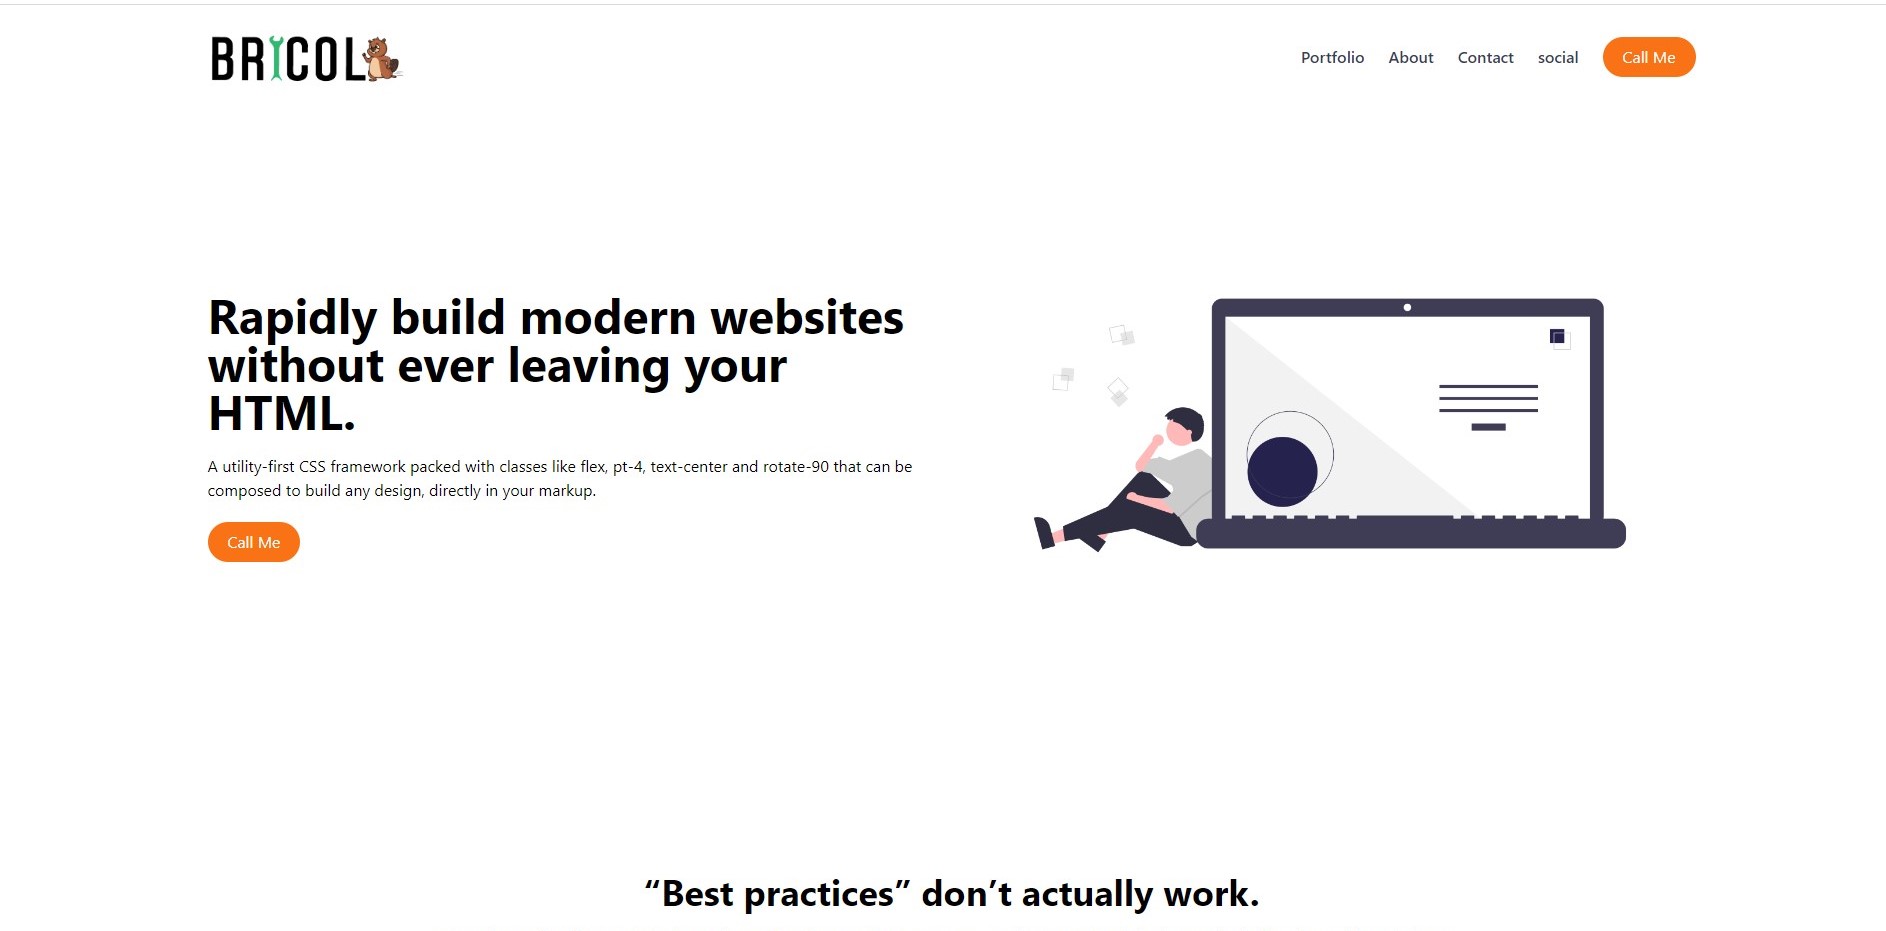 BRICOL
Portfolio About Contact social Call Me
Rapidly build modern websites
without ever leaving your
HTML.
A utility-first CSS framework packed with classes like flex, pt-4, text-center and rotate-90 that can be
composed to build any design, directly in your markup.
Call Me
“Best practices” don’t actually work.